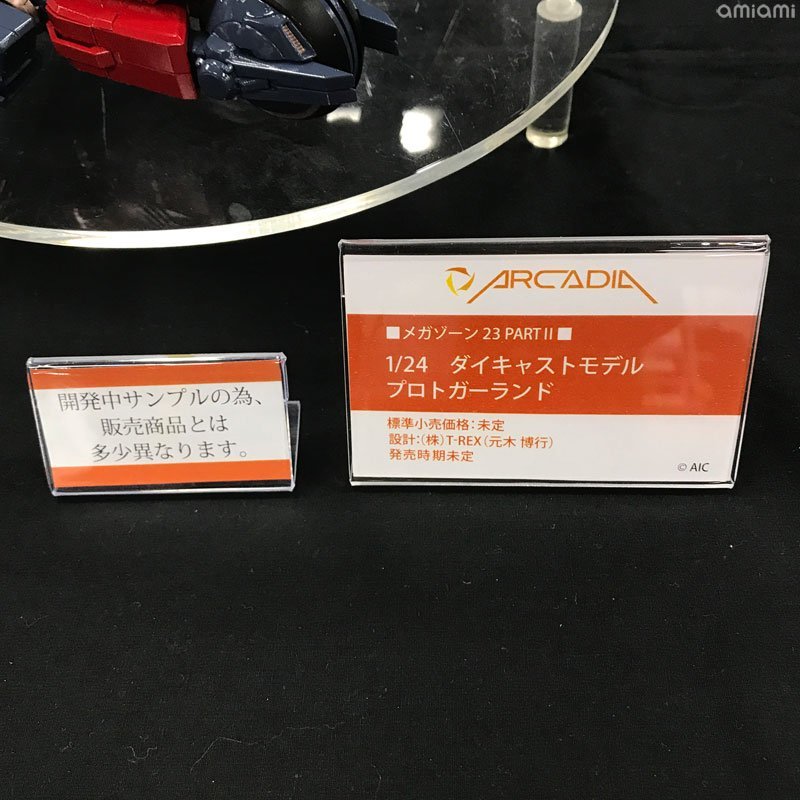 amiami
ARCADIA
■メガゾーン 23 PART II■
1/24 ダイキャストモデル
プロトガーランド
標準小売価格：未定
設計：（株）T-REX（元木 博行）
発売時期未定
© AIC
開発中サンプルの為、
販売商品とは
多少異なります。